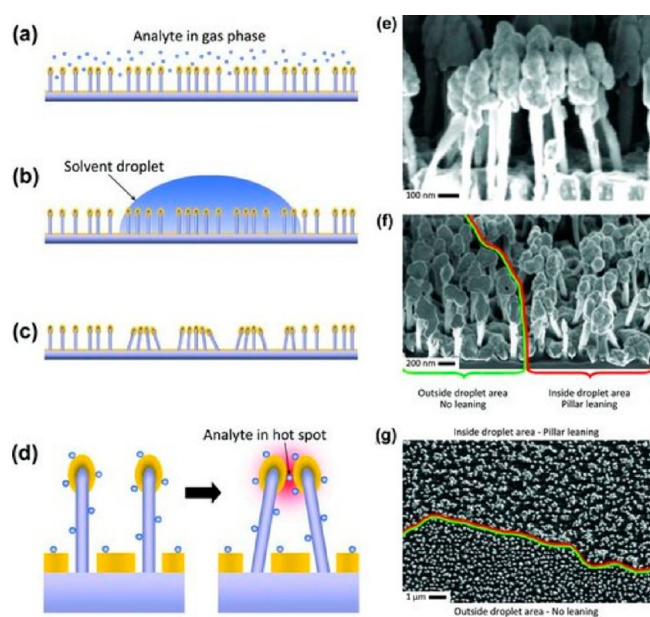 (a)
Analyte in gas phase
(b)
Solvent droplet
(c)
(d)
Analyte in hot spot
(e)
100 nm
(f)
200 nm
Outside droplet area
No leaning
Inside droplet area
Pillar leaning
(g)
Inside droplet area - Pillar leaning
1 µm
Outside droplet area - No leaning